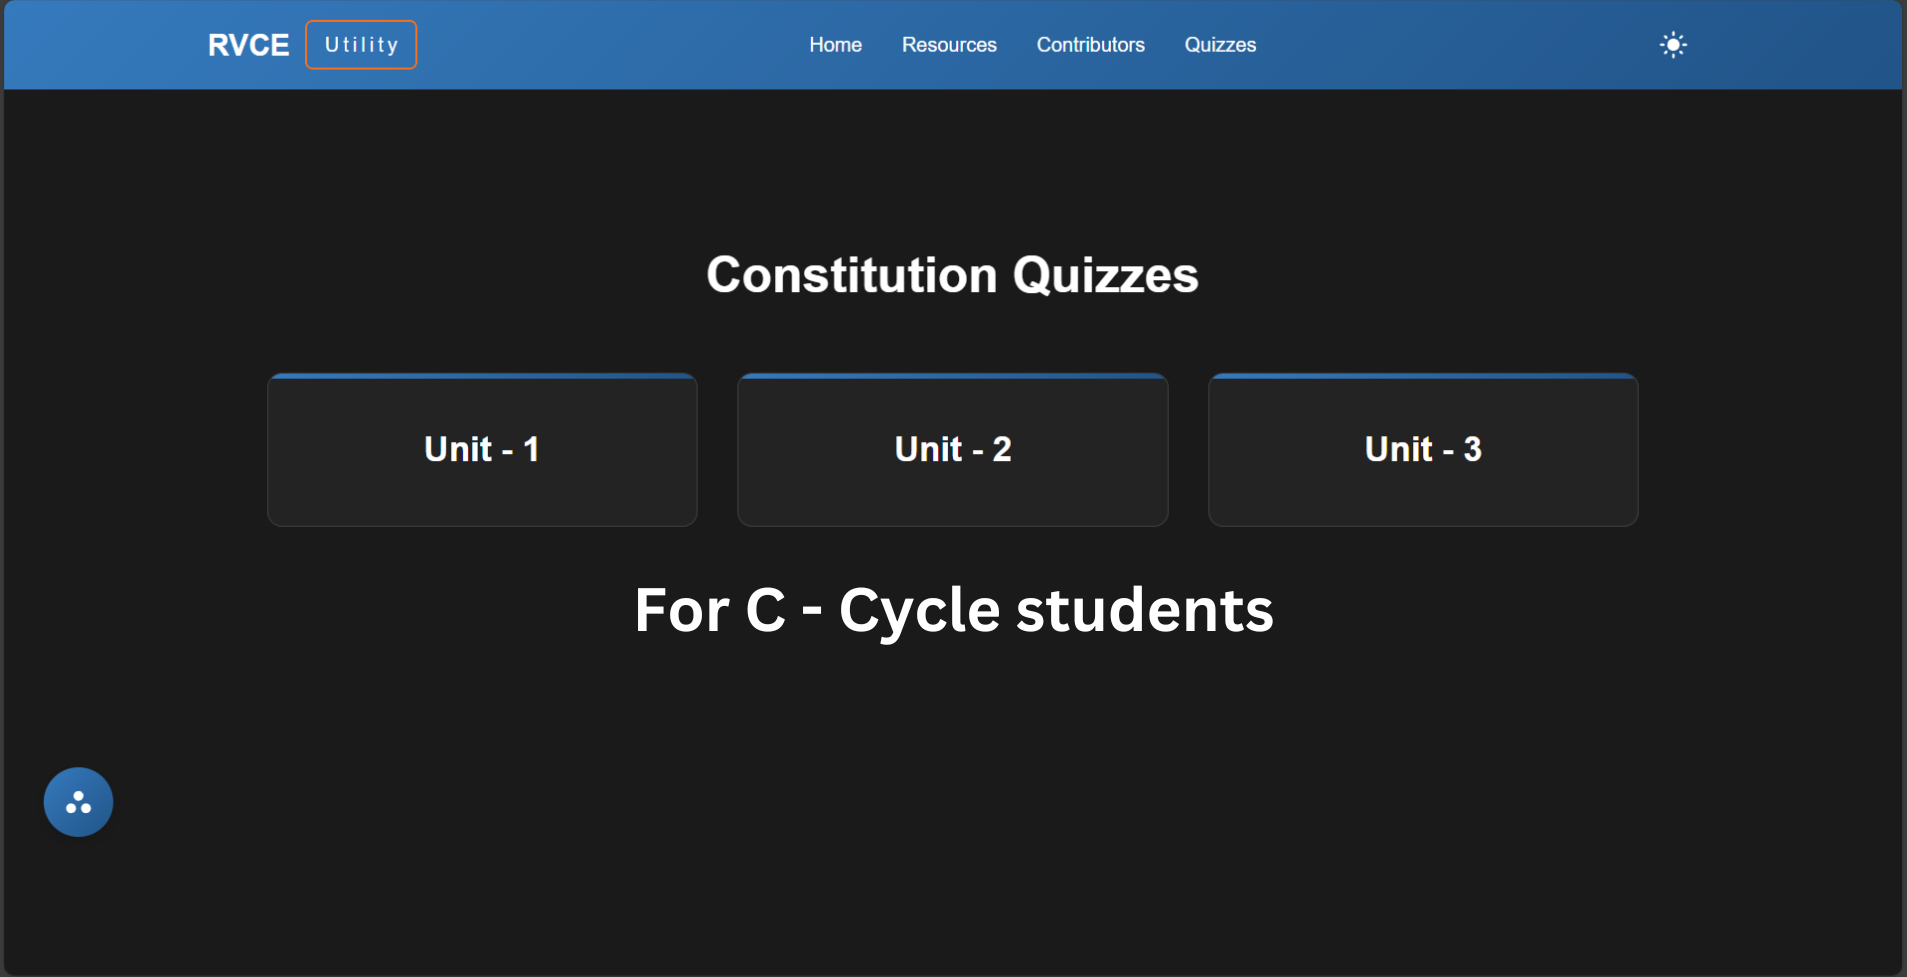 RVCE Utility Home Resources Contributors Quizzes
Constitution Quizzes
Unit - 1 Unit - 2 Unit - 3
For C - Cycle students